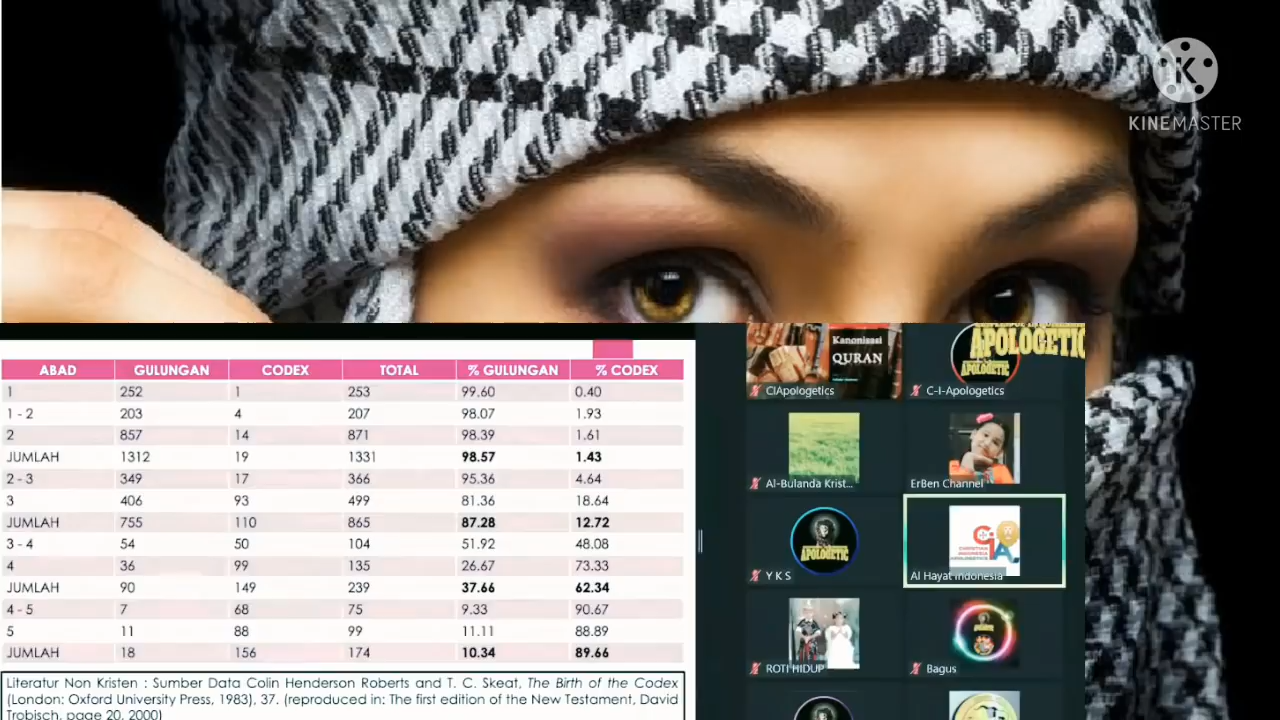 KINEMASTER
ABAD GULUNGAN CODEX TOTAL % GULUNGAN % CODEX
1 252 1 253 99.60 0.40
1 - 2 203 4 207 98.07 1.93
2 857 14 871 98.39 1.61
JUMLAH 1312 19 1331 98.57 1.43
2 - 3 349 17 366 95.36 4.64
3 406 93 499 81.36 18.64
JUMLAH 755 110 865 87.28 12.72
3 - 4 54 50 104 51.92 48.08
4 36 99 135 26.67 73.33
JUMLAH 90 149 239 37.66 62.34
4 - 5 7 68 75 9.33 90.67
5 11 88 99 11.11 88.89
JUMLAH 18 156 174 10.34 89.66
Literatur Non Kristen : Sumber Data Colin Henderson Roberts and T. C. Skeat, The Birth of the Codex
(London: Oxford University Press, 1983), 37. (reproduced in: The first edition of the New Testament, David
Trobisch, page 20, 2000)
Kanonisasi
QURAN
CIApologetics
APOLOGETIC
APOLOGETIC
C-I-Apologetics
Al-Bulanda Krist...
ErBen Channel
APOLOGETIC
Y K S
CIA
CHRISTIAN
INDONESIA
APOLOGETICS
Al Hayat Indonesia
ROTI HIDUP
Bagus